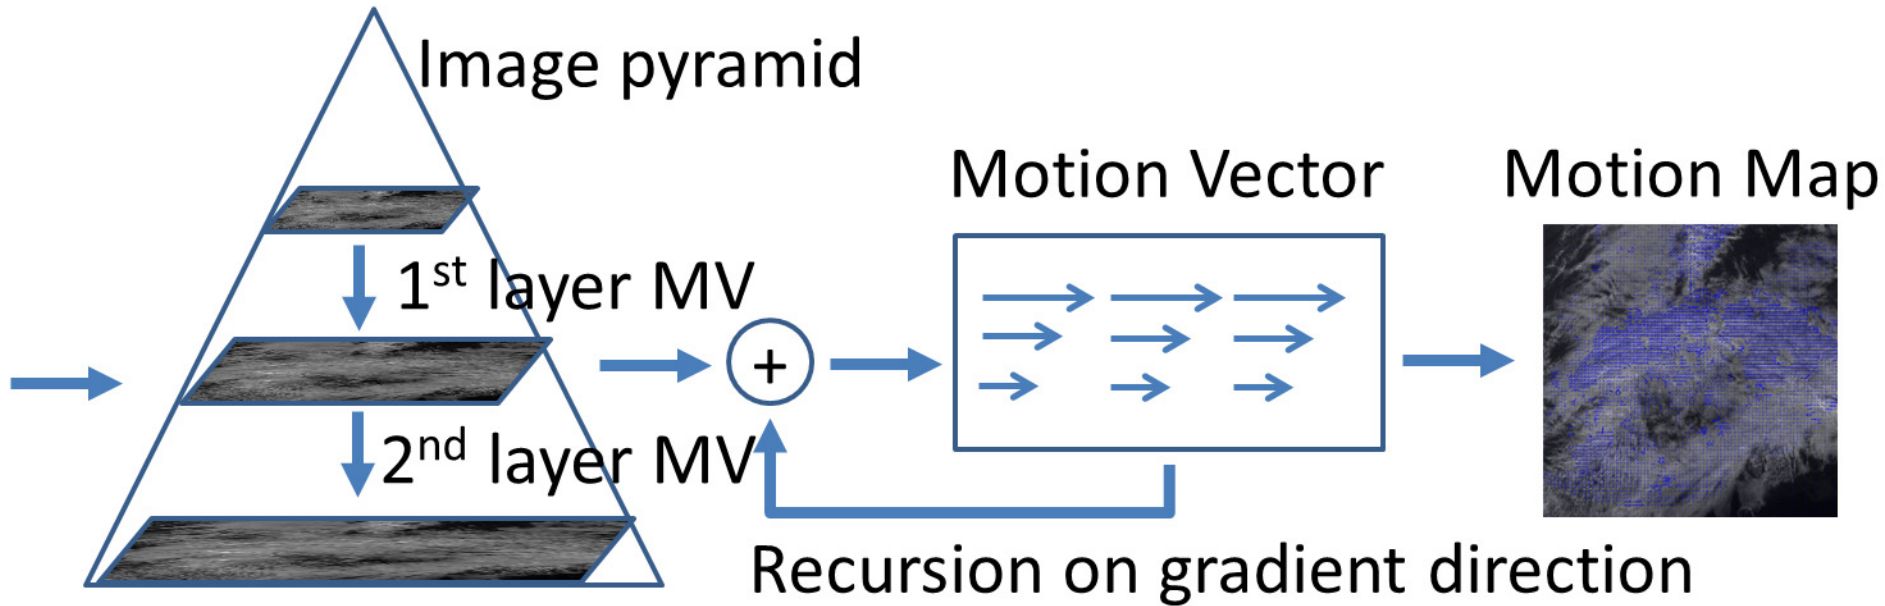 Image pyramid
Motion Vector
Motion Map
1st layer MV
+
2nd layer MV
Recursion on gradient direction